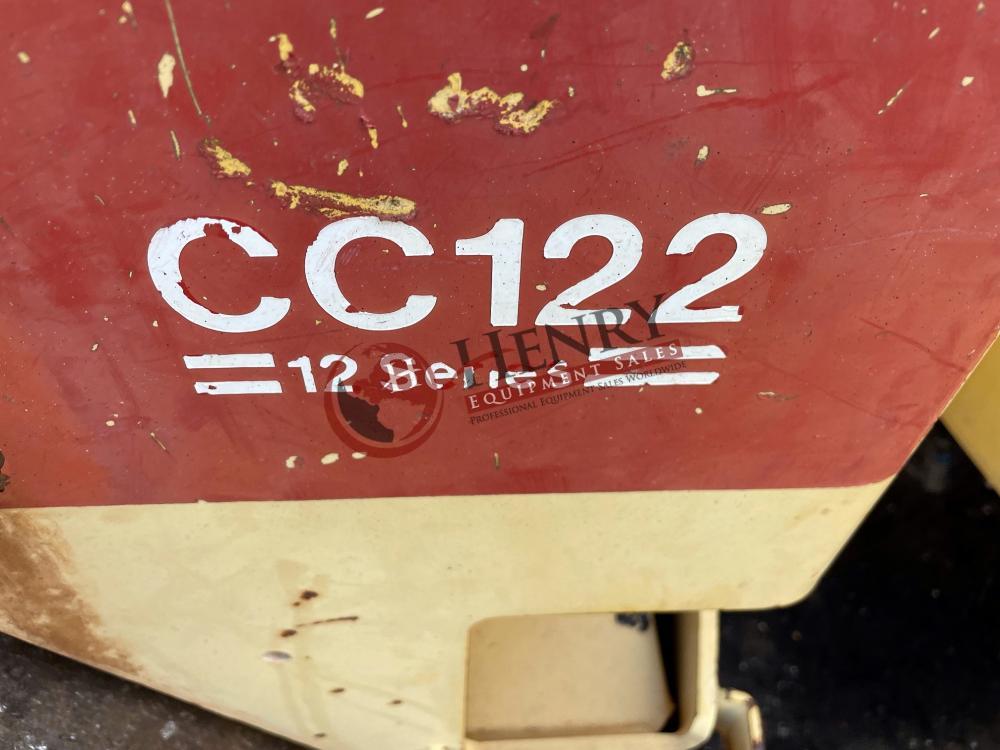 CC122
12 Series
HENRY
EQUIPMENT SALES
PROFESSIONAL EQUIPMENT SALES WORLDWIDE